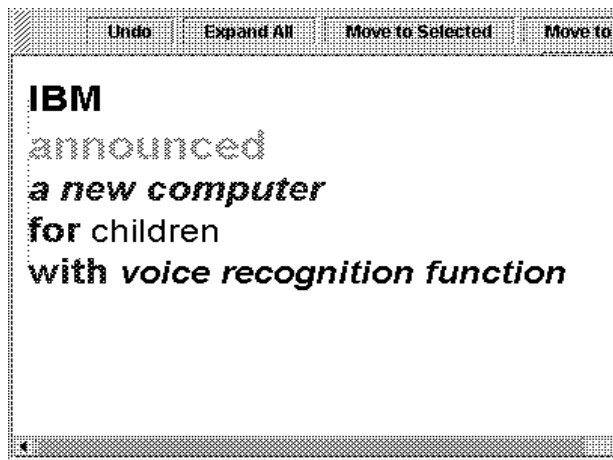 Undo Expand All Move to Selected Move to
IBM
announced
a new computer
for children
with voice recognition function